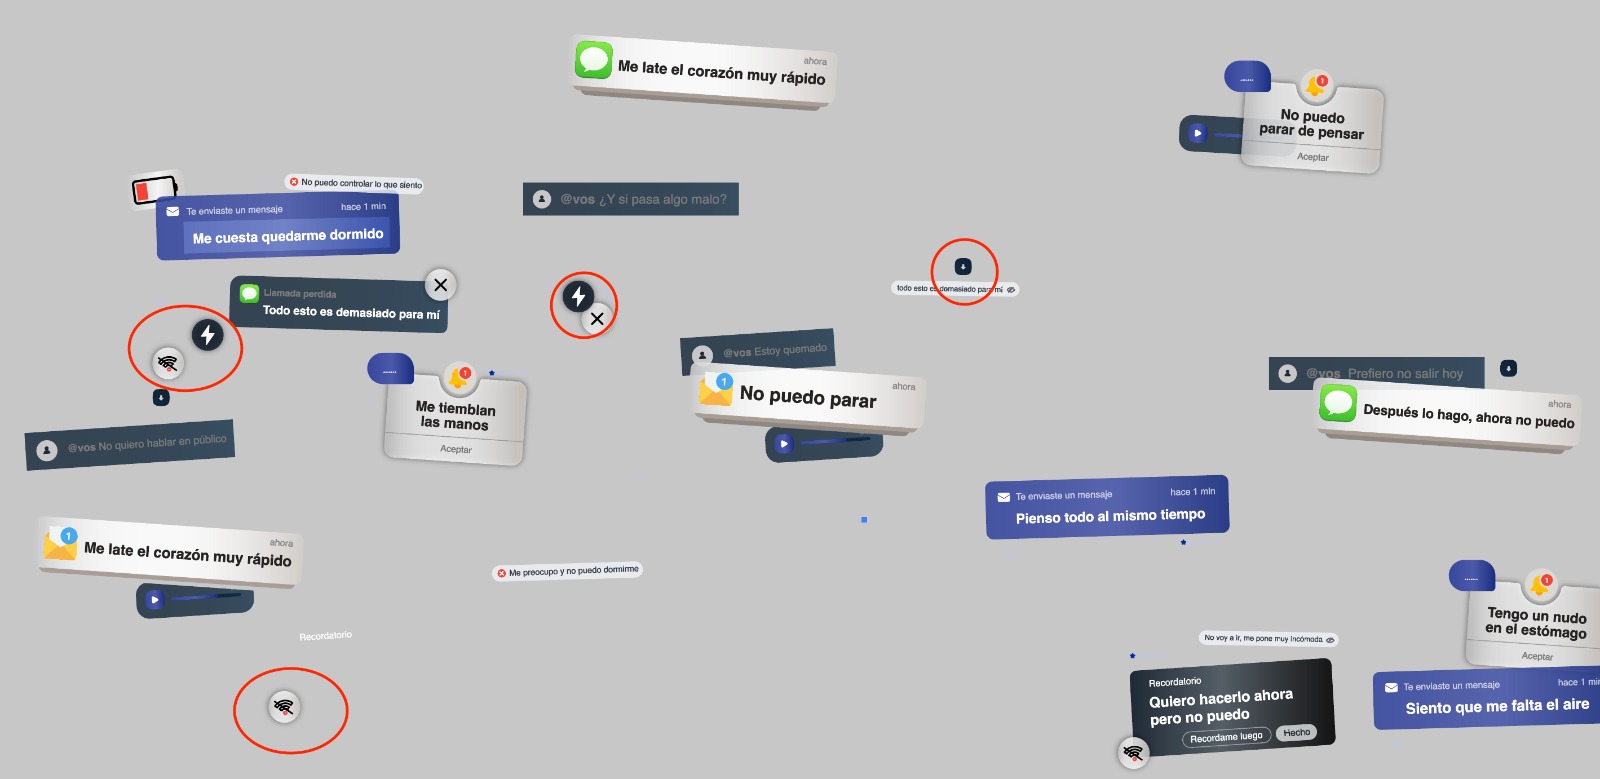 ahora
Me late el corazón muy rápido
......
1
No puedo
parar de pensar
Aceptar
No puedo controlar lo que siento
Te enviaste un mensaje
hace 1 min
Me cuesta quedarme dormido
@vos ¿Y si pasa algo malo?
Llamada perdida
Todo esto es demasiado para mí
todo esto es demasiado para mí
@vos Estoy quemado
1
ahora
No puedo parar
......
1
Me tiemblan
las manos
Aceptar
@vos Prefiero no salir hoy
ahora
Después lo hago, ahora no puedo
@vos No quiero hablar en público
Te enviaste un mensaje
hace 1 min
Pienso todo al mismo tiempo
1
ahora
Me late el corazón muy rápido
Me preocupo y no puedo dormirme
Recordatorio
......
1
Tengo un nudo
en el estómago
Aceptar
No voy a ir, me pone muy incómoda
Recordatorio
Quiero hacerlo ahora
pero no puedo
Recordame luego
Hecho
Te enviaste un mensaje
hace 1 min
Siento que me falta el aire